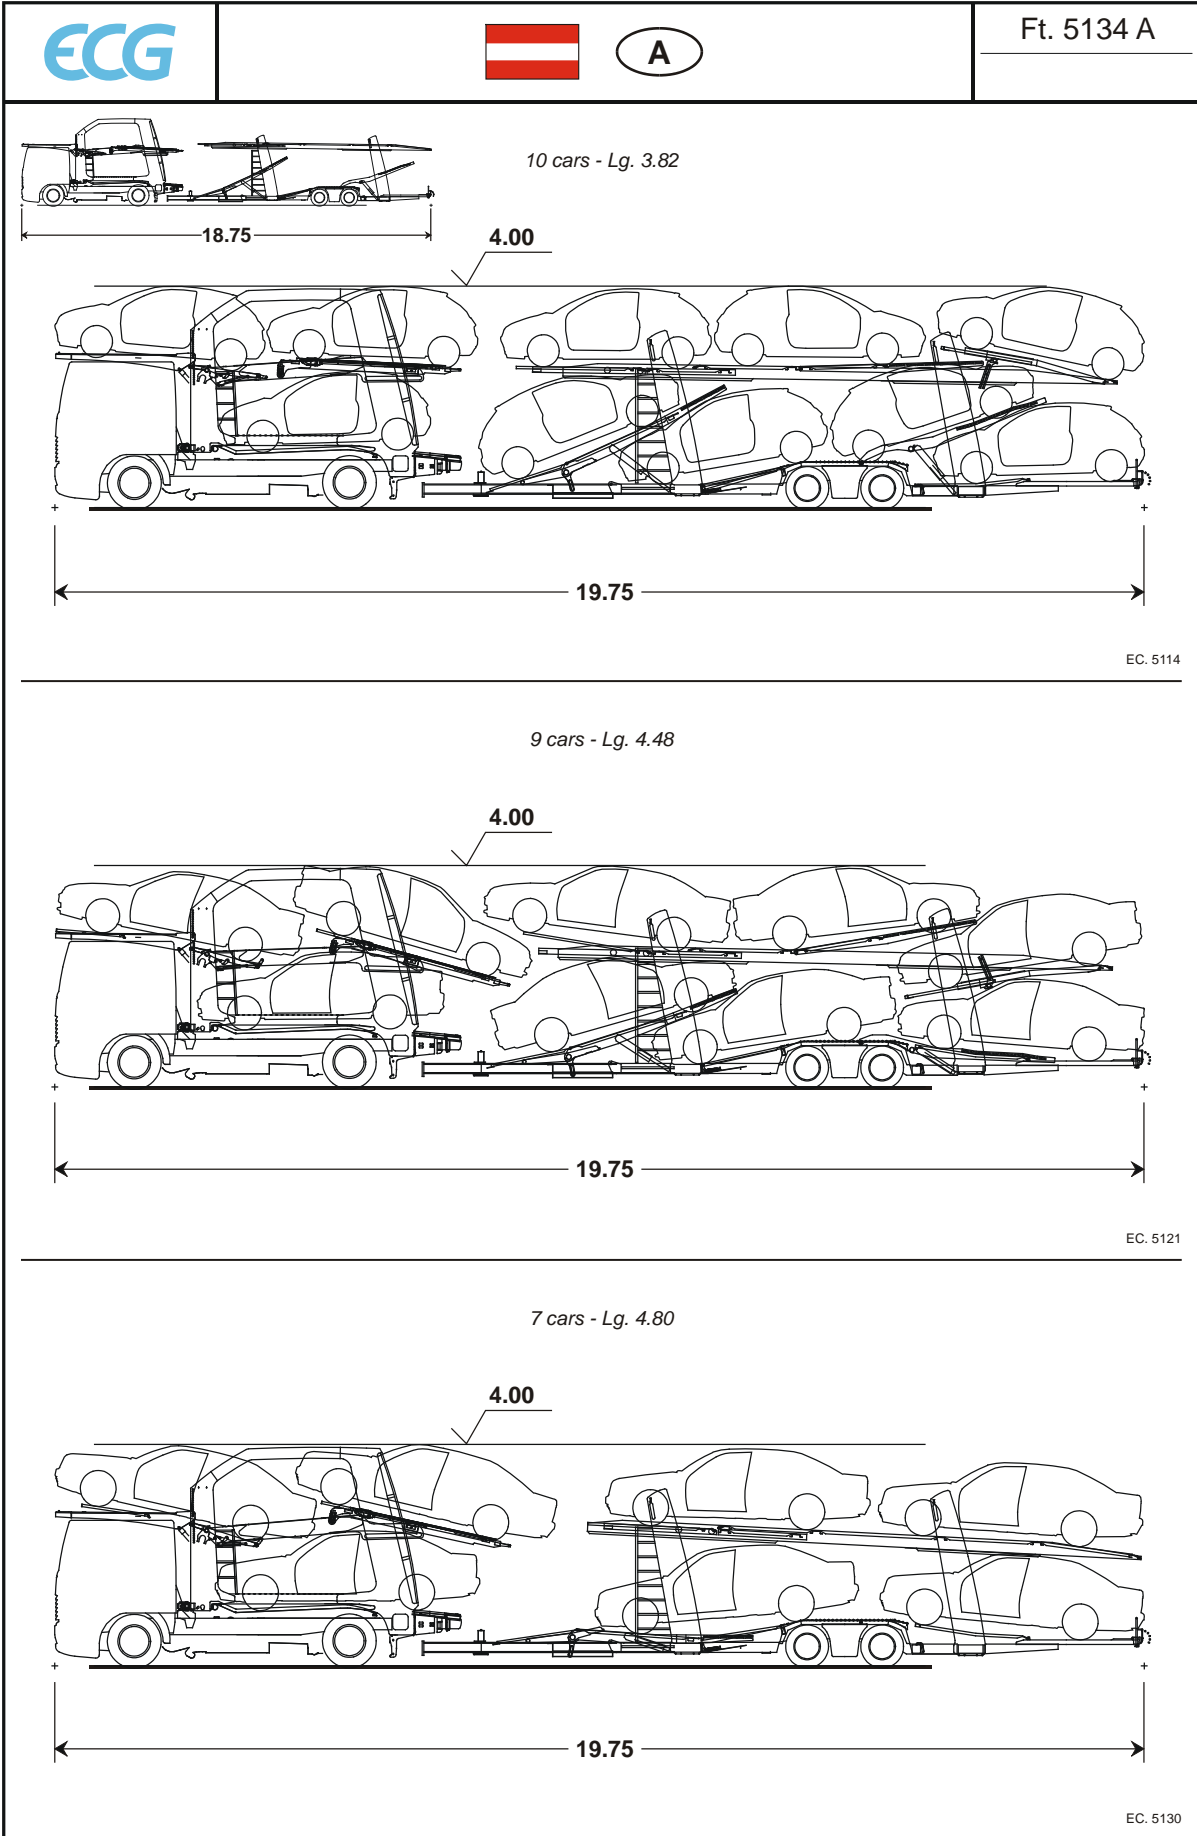 ECG
A
Ft. 5134 A
10 cars - Lg. 3.82
18.75
4.00
19.75
EC. 5114
9 cars - Lg. 4.48
4.00
19.75
EC. 5121
7 cars - Lg. 4.80
4.00
19.75
EC. 5130